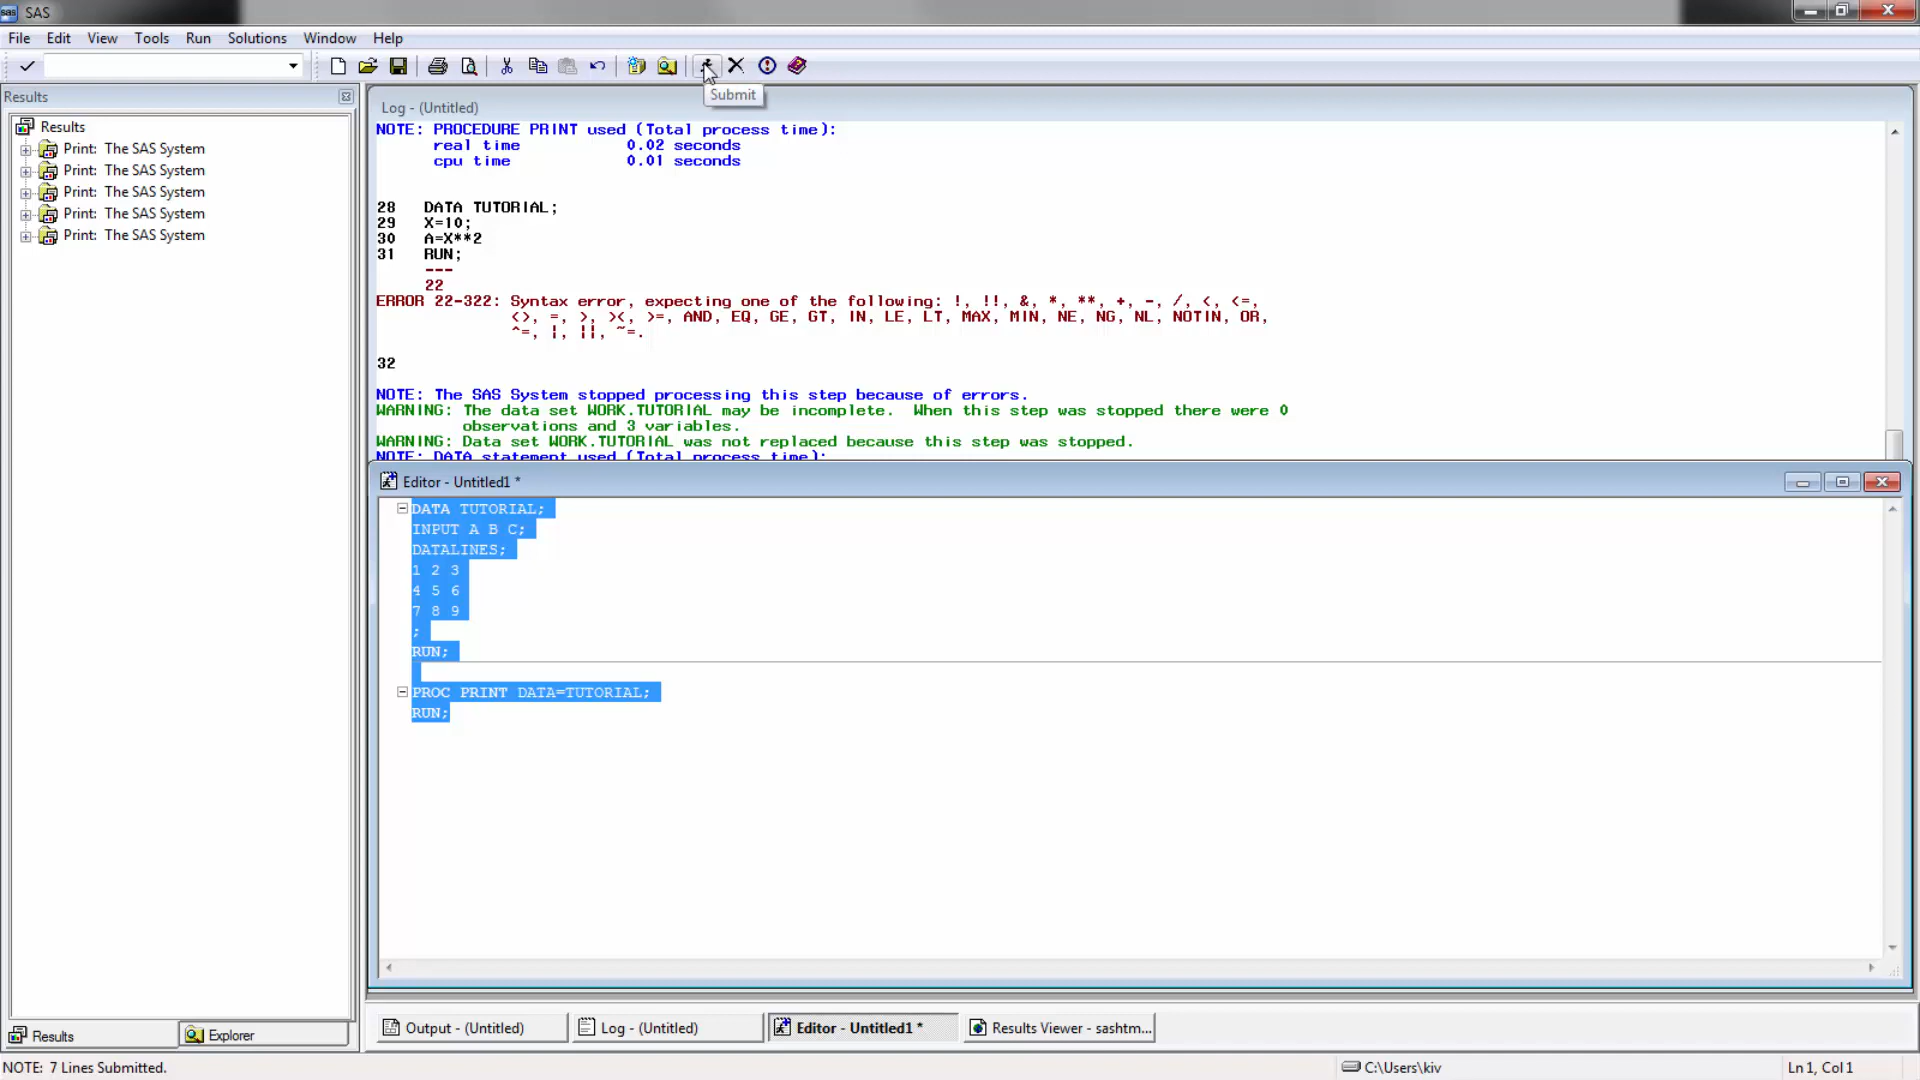 SAS
File Edit View Tools Run Solutions Window Help
Submit
Results
Results
Print: The SAS System
Print: The SAS System
Print: The SAS System
Print: The SAS System
Print: The SAS System
Log - (Untitled)
NOTE: PROCEDURE PRINT used (Total process time):
real time 0.02 seconds
cpu time 0.01 seconds
28 DATA TUTORIAL;
29 X=10;
30 A=X**2
31 RUN;
---
22
ERROR 22-322: Syntax error, expecting one of the following: !, !!, &, *, **, +, -, /, <, <=,
<>, =, >, ><, >=, AND, EQ, GE, GT, IN, LE, LT, MAX, MIN, NE, NG, NL, NOTIN, OR,
^=, |, ||, ~=.
32
NOTE: The SAS System stopped processing this step because of errors.
WARNING: The data set WORK.TUTORIAL may be incomplete. When this step was stopped there were 0
observations and 3 variables.
WARNING: Data set WORK.TUTORIAL was not replaced because this step was stopped.
NOTE: DATA statement used (Total process time):
Editor - Untitled1 *
DATA TUTORIAL;
INPUT A B C;
DATALINES;
1 2 3
4 5 6
7 8 9
;
RUN;
PROC PRINT DATA=TUTORIAL;
RUN;
Results Explorer
Output - (Untitled) Log - (Untitled) Editor - Untitled1 * Results Viewer - sashtm...
NOTE: 7 Lines Submitted. C:\Users\kiv Ln 1, Col 1